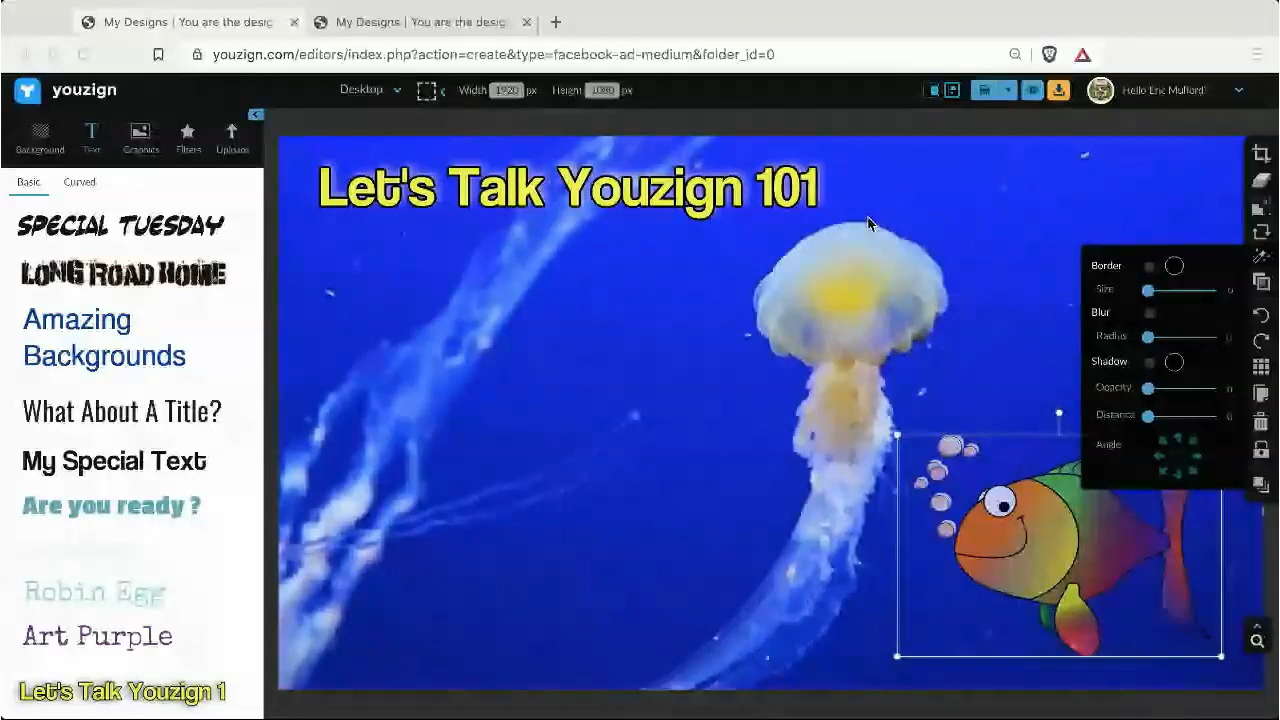 My Designs | You are the desig
My Designs | You are the desig
youzign.com/editors/index.php?action=create&type=facebook-ad-medium&folder_id=0
youzign
Desktop
Width 1920 px
Height 1080 px
Hello Eric Mulford!
Background
Text
Graphics
Filters
Uploads
Basic
Curved
SPECIAL TUESDAY
LONG ROAD HOME
Amazing
Backgrounds
What About A Title?
My Special Text
Are you ready ?
Robin Egg
Art Purple
Let's Talk Youzign 1
Let's Talk Youzign 101
Border
Size 0
Blur
Radius 0
Shadow
Opacity 0
Distance 0
Angle